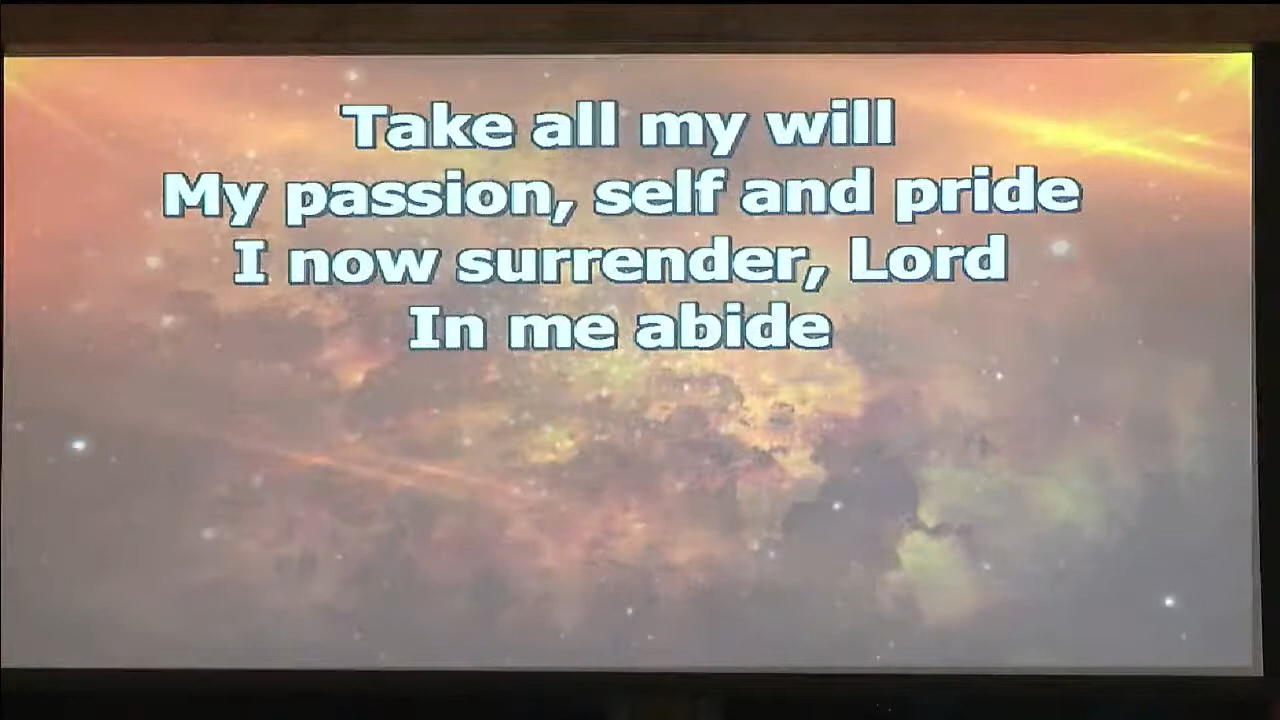 Take all my will
My passion, self and pride
I now surrender, Lord
In me abide